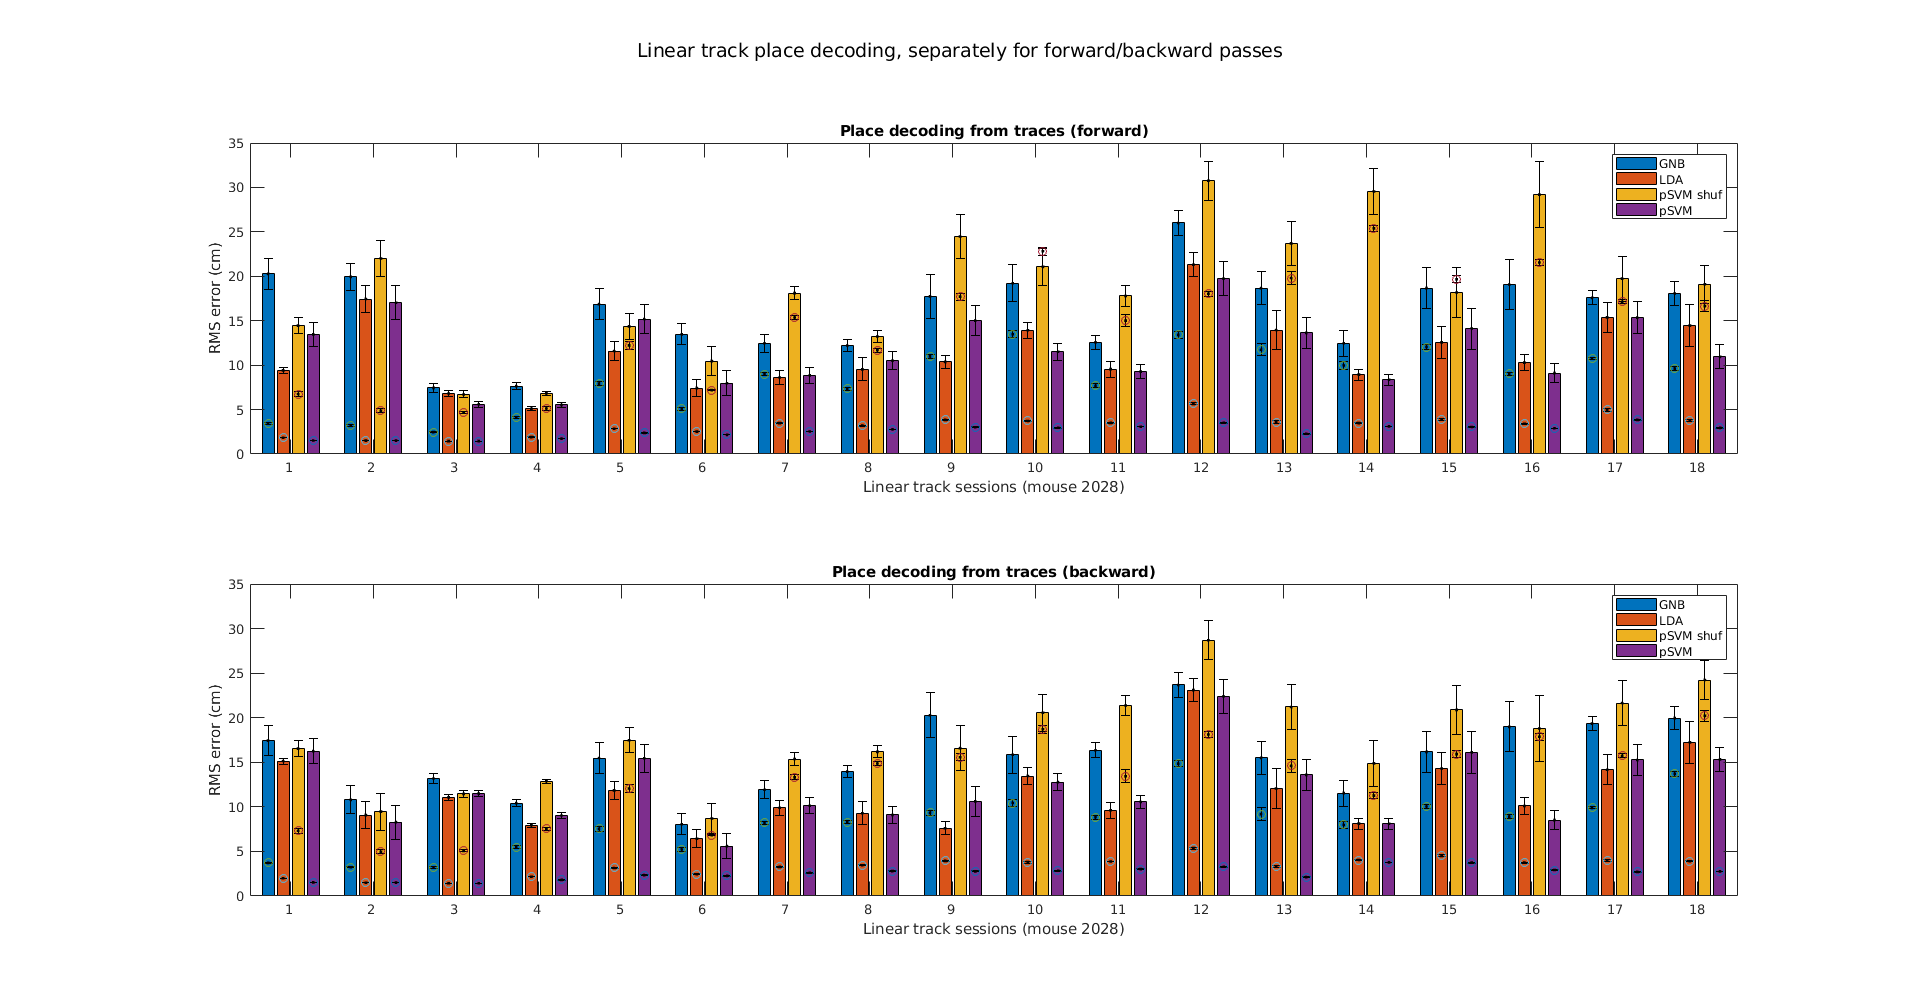 Linear track place decoding, separately for forward/backward passes
Place decoding from traces (forward)
RMS error (cm)
35
30
25
20
15
10
5
0
GNB
LDA
pSVM shuf
pSVM
1 2 3 4 5 6 7 8 9 10 11 12 13 14 15 16 17 18
Linear track sessions (mouse 2028)
Place decoding from traces (backward)
RMS error (cm)
35
30
25
20
15
10
5
0
GNB
LDA
pSVM shuf
pSVM
1 2 3 4 5 6 7 8 9 10 11 12 13 14 15 16 17 18
Linear track sessions (mouse 2028)